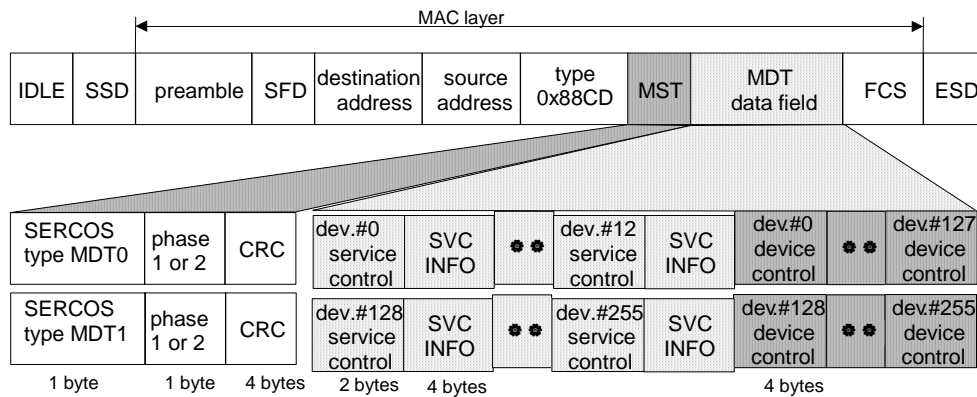 MAC layer
IDLE SSD preamble SFD destination address source address type 0x88CD MST MDT data field FCS ESD
SERCOS type MDT0 phase 1 or 2 CRC dev.#0 service control SVC INFO dev.#12 service control SVC INFO dev.#0 device control dev.#127 device control
SERCOS type MDT1 phase 1 or 2 CRC dev.#128 service control SVC INFO dev.#255 service control SVC INFO dev.#128 device control dev.#255 device control
1 byte 1 byte 4 bytes 2 bytes 4 bytes 4 bytes